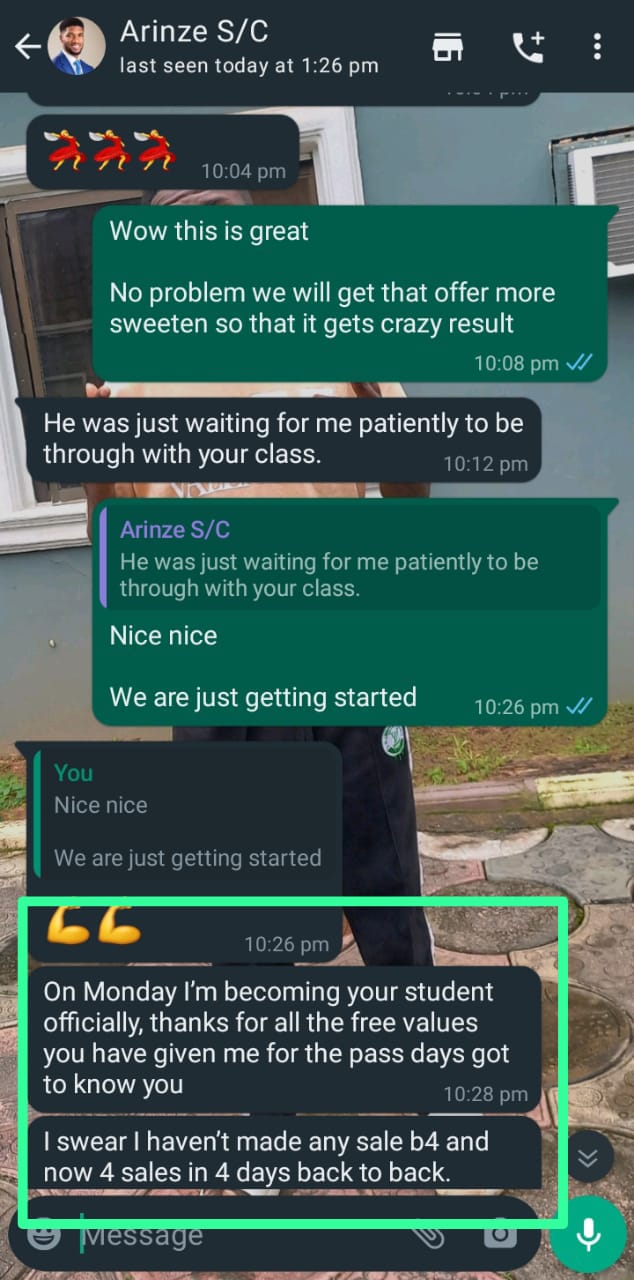 Arinze S/C
last seen today at 1:26 pm
10:04 pm
Wow this is great
No problem we will get that offer more
sweeten so that it gets crazy result
10:08 pm
He was just waiting for me patiently to be
through with your class.
10:12 pm
Arinze S/C
He was just waiting for me patiently to be
through with your class.
Nice nice
We are just getting started
10:26 pm
You
Nice nice
We are just getting started
10:26 pm
On Monday I’m becoming your student
officially, thanks for all the free values
you have given me for the pass days got
to know you
10:28 pm
I swear I haven’t made any sale b4 and
now 4 sales in 4 days back to back.
Message